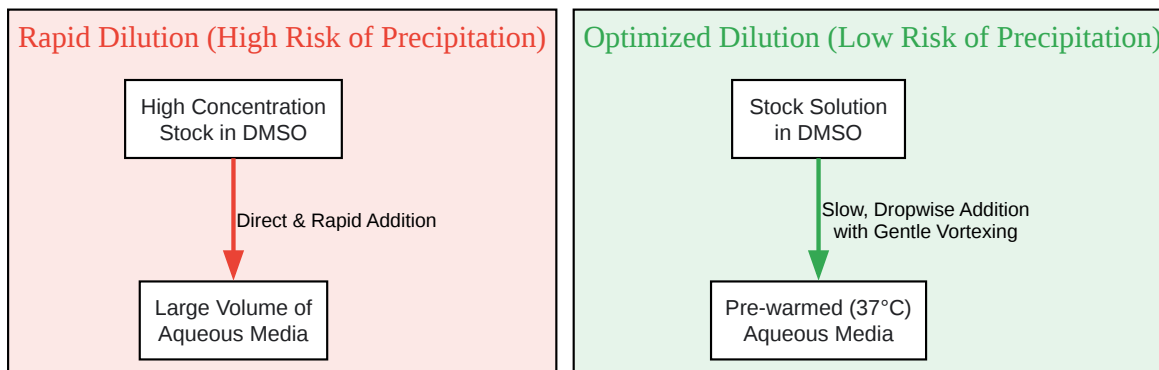 Rapid Dilution (High Risk of Precipitation)
High Concentration
Stock in DMSO
Direct & Rapid Addition
Large Volume of
Aqueous Media
Optimized Dilution (Low Risk of Precipitation)
Stock Solution
in DMSO
Slow, Dropwise Addition
with Gentle Vortexing
Pre-warmed (37°C)
Aqueous Media